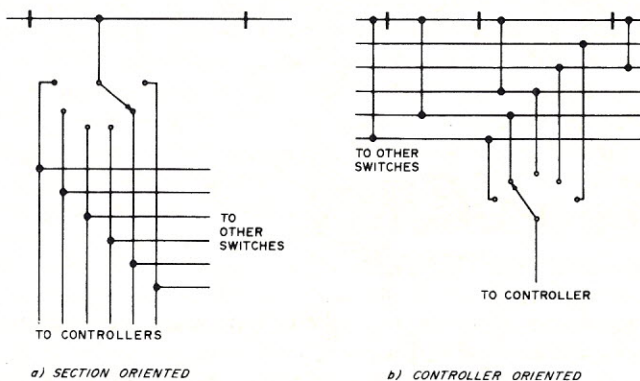 TO
OTHER
SWITCHES
TO CONTROLLERS
a) SECTION ORIENTED
TO OTHER
SWITCHES
TO CONTROLLER
b) CONTROLLER ORIENTED